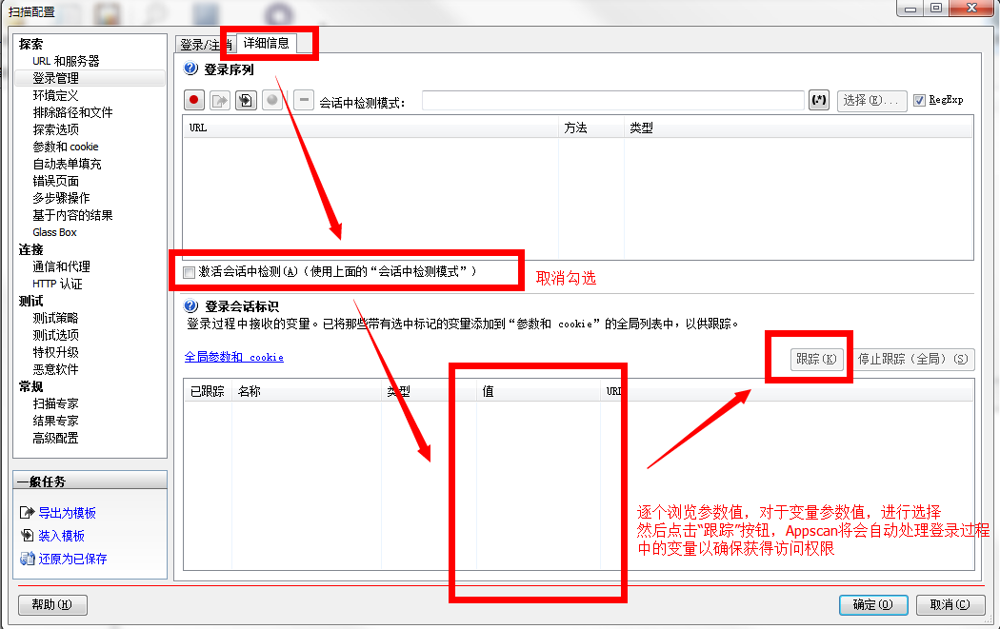 扫描配置
探索
URL 和服务器
登录管理
环境定义
排除路径和文件
探索选项
参数和 cookie
自动表单填充
错误页面
多步骤操作
基于内容的结果
Glass Box
连接
通信和代理
HTTP 认证
测试
测试策略
测试选项
特权升级
恶意软件
常规
扫描专家
结果专家
高级配置
一般任务
导出为模板
装入模板
还原为已保存
登录/注销 详细信息
登录序列
会话中检测模式: (.*) 选择(E)... RegExp
URL 方法 类型
激活会话中检测(A)(使用上面的“会话中检测模式”)
取消勾选
登录会话标识
登录过程中接收的变量。已将那些带有选中标记的变量添加到“参数和 cookie”的全局列表中，以供跟踪。
全局参数和 cookie
跟踪(K) 停止跟踪(全局)(S)
已跟踪 名称 类型 值 URL
逐个浏览参数值，对于变量参数值，进行选择
然后点击“跟踪”按钮，Appscan将会自动处理登录过程
中的变量以确保获得访问权限
帮助(H) 确定(O) 取消(C)